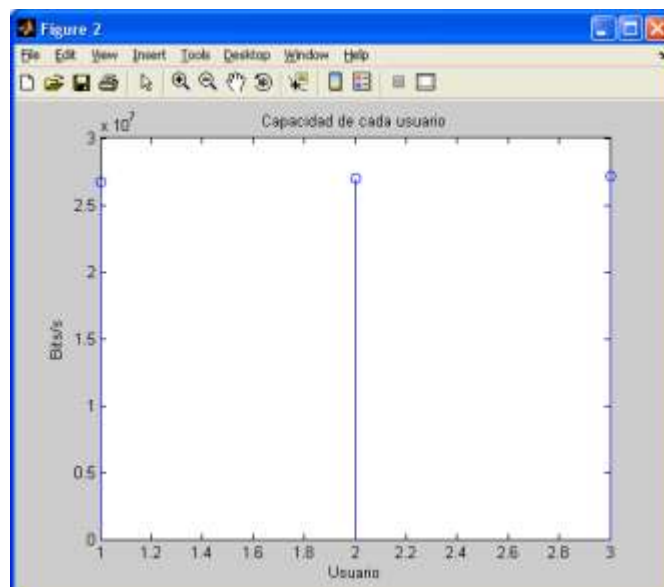 Figure 2
File Edit View Insert Tools Desktop Window Help
x 10^7
Capacidad de cada usuario
3
2.5
2
1.5
1
0.5
0
Bits/s
1 1.2 1.4 1.6 1.8 2 2.2 2.4 2.6 2.8 3
Usuario